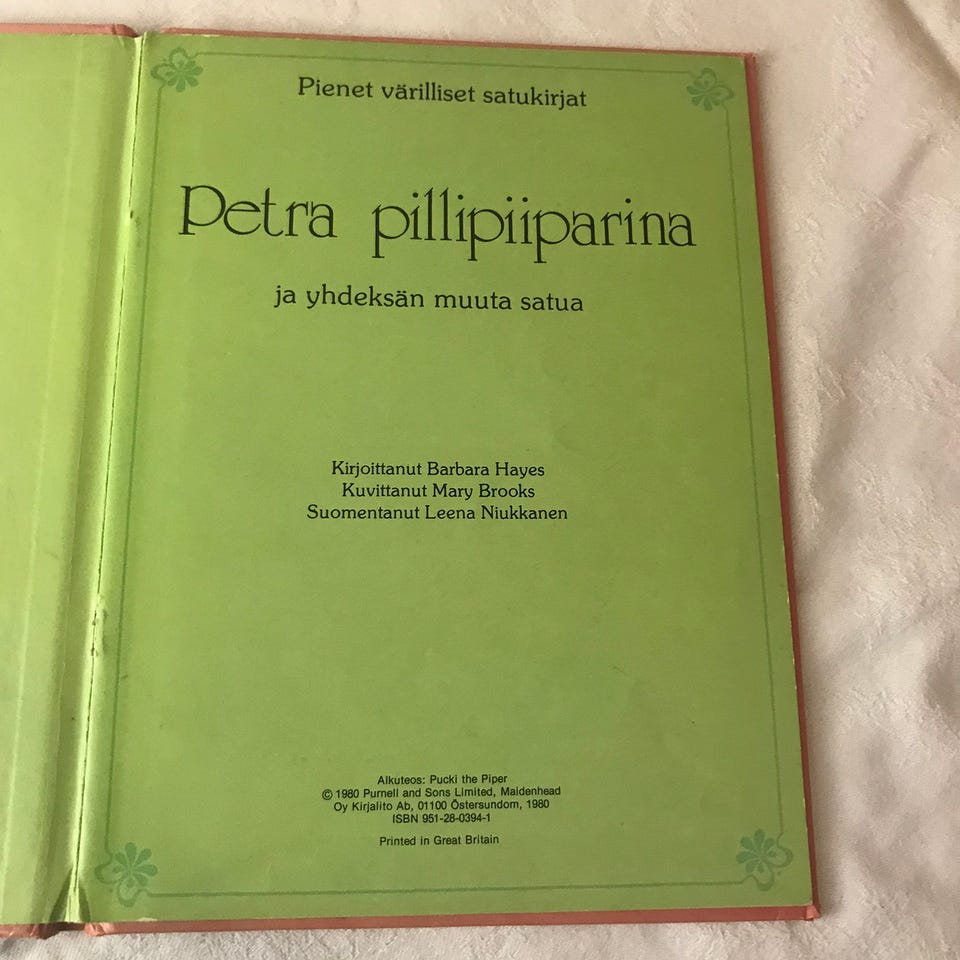 Pienet värilliset satukirjat
Petra pillipiiparina
ja yhdeksän muuta satua
Kirjoittanut Barbara Hayes
Kuvittanut Mary Brooks
Suomentanut Leena Niukkanen
Alkuteos: Pucki the Piper
© 1980 Purnell and Sons Limited, Maidenhead
Oy Kirjalito Ab, 01100 Östersundom, 1980
ISBN 951-28-0394-1
Printed in Great Britain